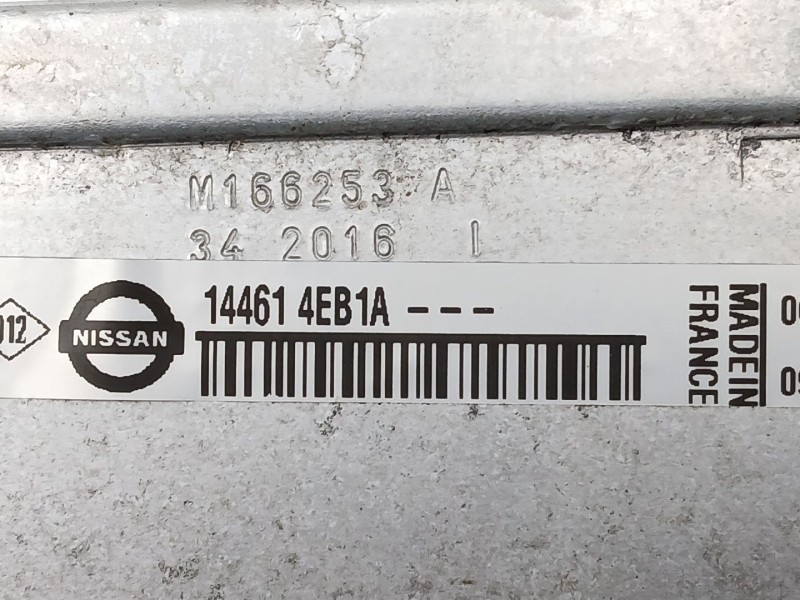 M166253 A
34 2016 I
012
NISSAN
14461 4EB1A ---
MADE IN
FRANCE